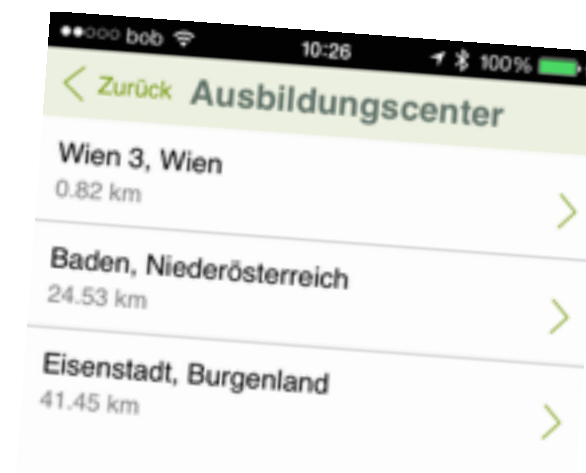 bob 10:26 100%
Zurück Ausbildungscenter
Wien 3, Wien
0.82 km
Baden, Niederösterreich
24.53 km
Eisenstadt, Burgenland
41.45 km